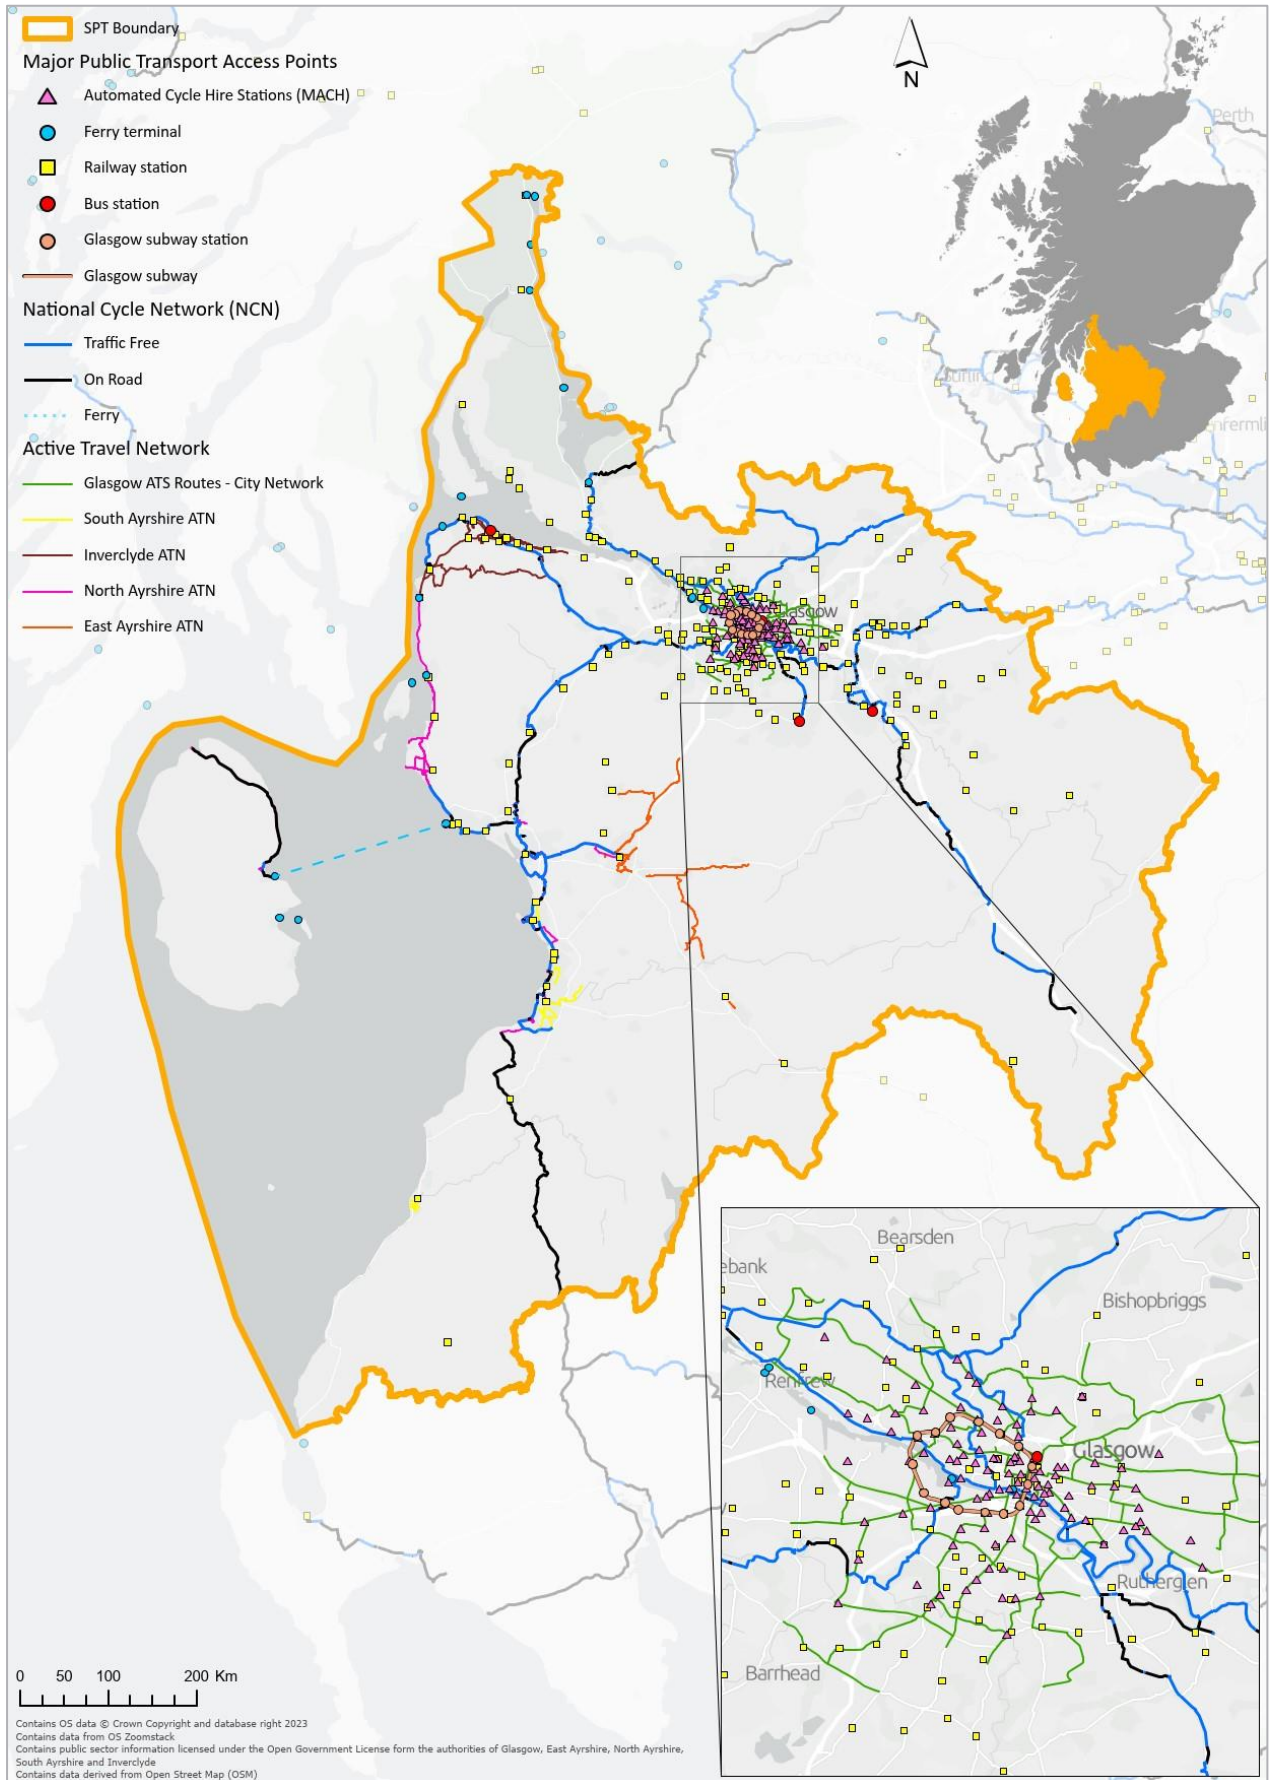 SPT Boundary
Major Public Transport Access Points
Automated Cycle Hire Stations (MACH)
Ferry terminal
Railway station
Bus station
Glasgow subway station
Glasgow subway
National Cycle Network (NCN)
Traffic Free
On Road
Ferry
Active Travel Network
Glasgow ATS Routes - City Network
South Ayrshire ATN
Inverclyde ATN
North Ayrshire ATN
East Ayrshire ATN
N
Perth
nfermli
Glasgow
Bearsden
ebank
Bishopbriggs
Renfrew
Glasgow
Rutherglen
Barrhead
0 50 100 200 Km
Contains OS data © Crown Copyright and database right 2023
Contains data from OS Zoomstack
Contains public sector information licensed under the Open Government License form the authorities of Glasgow, East Ayrshire, North Ayrshire,
South Ayrshire and Inverclyde
Contains data derived from Open Street Map (OSM)